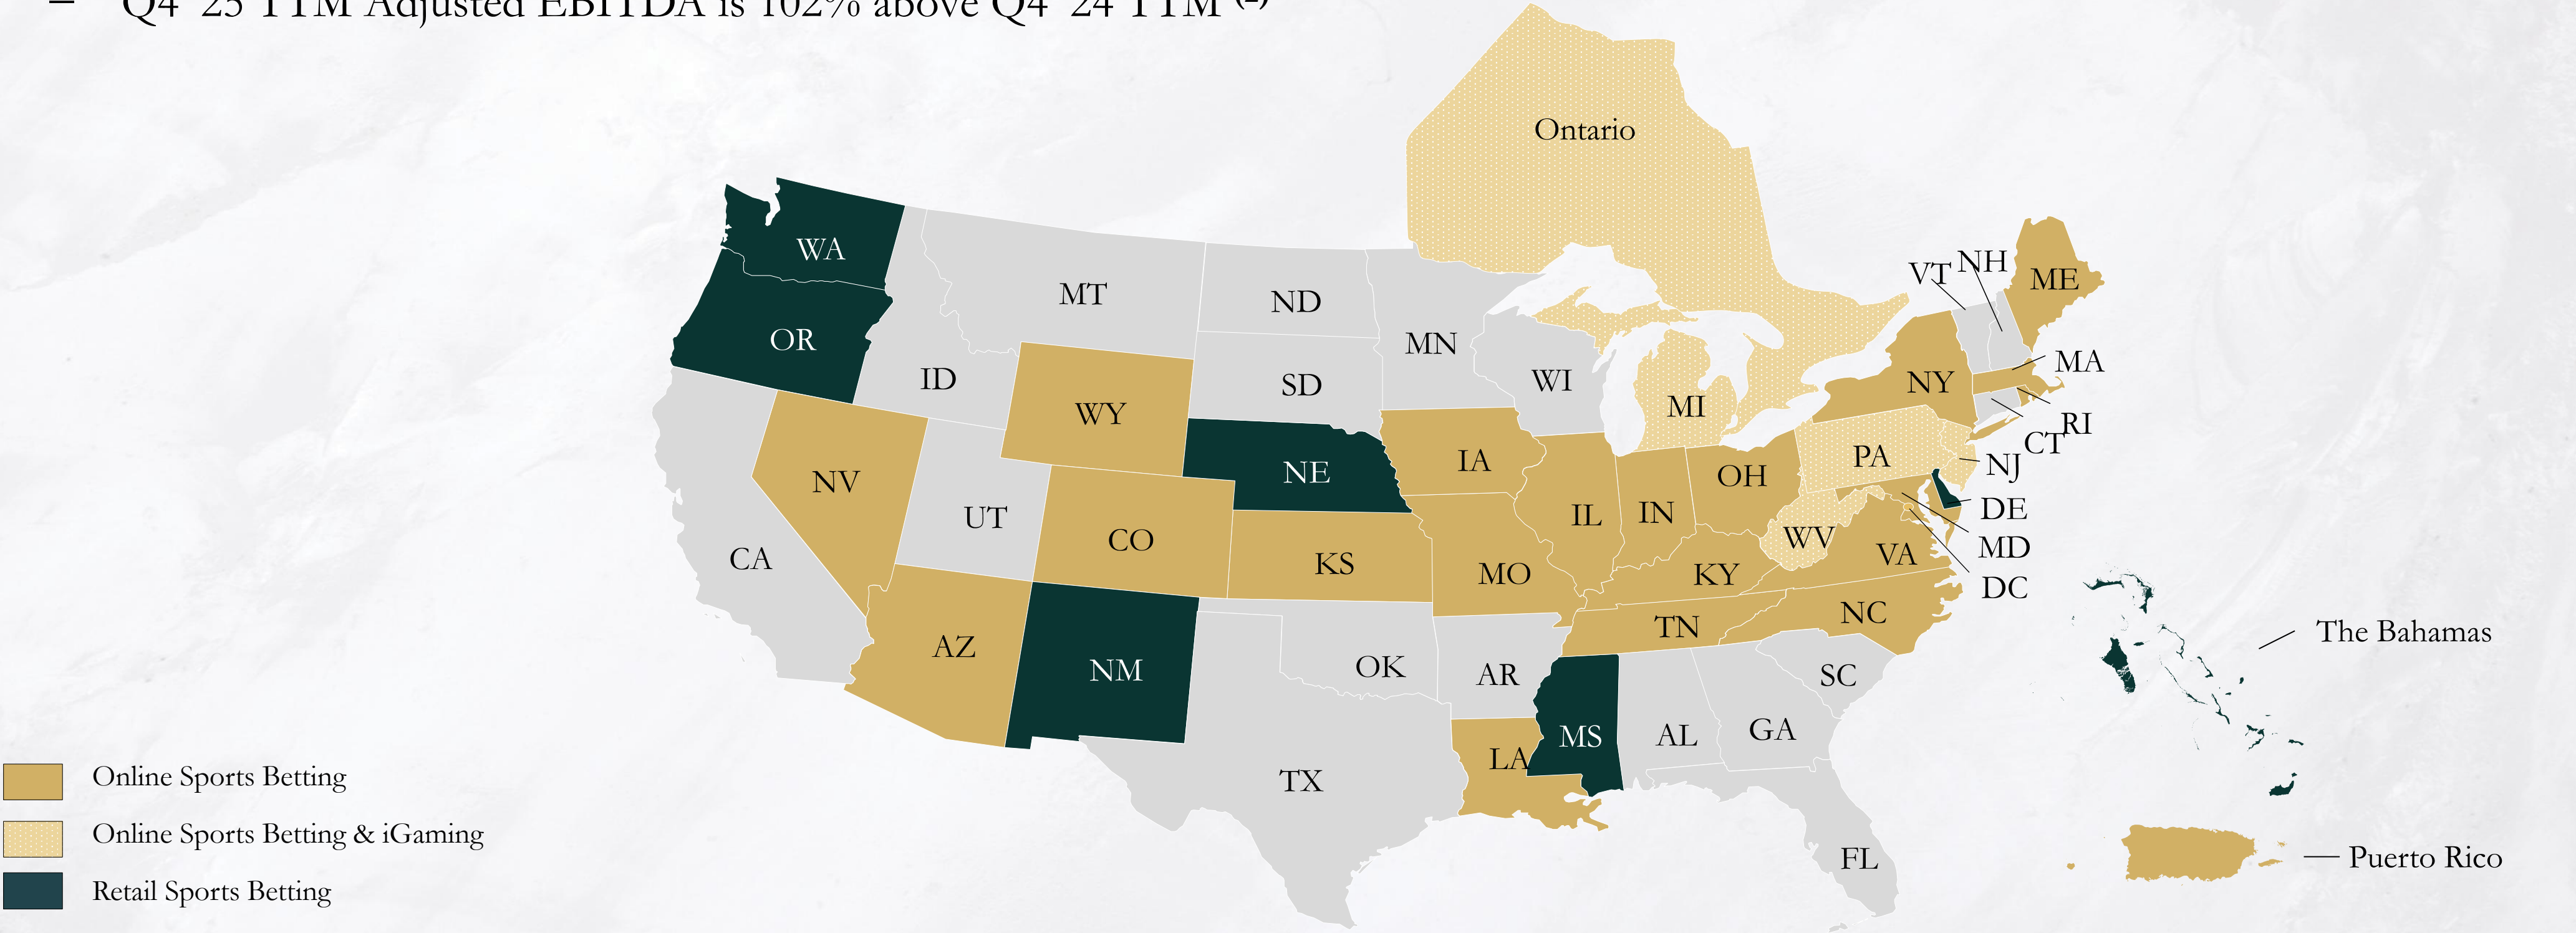 – Q4 '25 TTM Adjusted EBITDA is 102% above Q4 '24 TTM
Ontario
WA
MT
ND
VT
NH
ME
OR
MN
ID
SD
WI
MA
WY
MI
NY
RI
CT
NV
NE
IA
PA
NJ
OH
IL
IN
DE
UT
CO
WV
VA
MD
CA
KS
MO
KY
DC
NC
TN
The Bahamas
AZ
NM
OK
AR
SC
MS
AL
GA
LA
TX
Online Sports Betting
Online Sports Betting & iGaming
FL
Puerto Rico
Retail Sports Betting